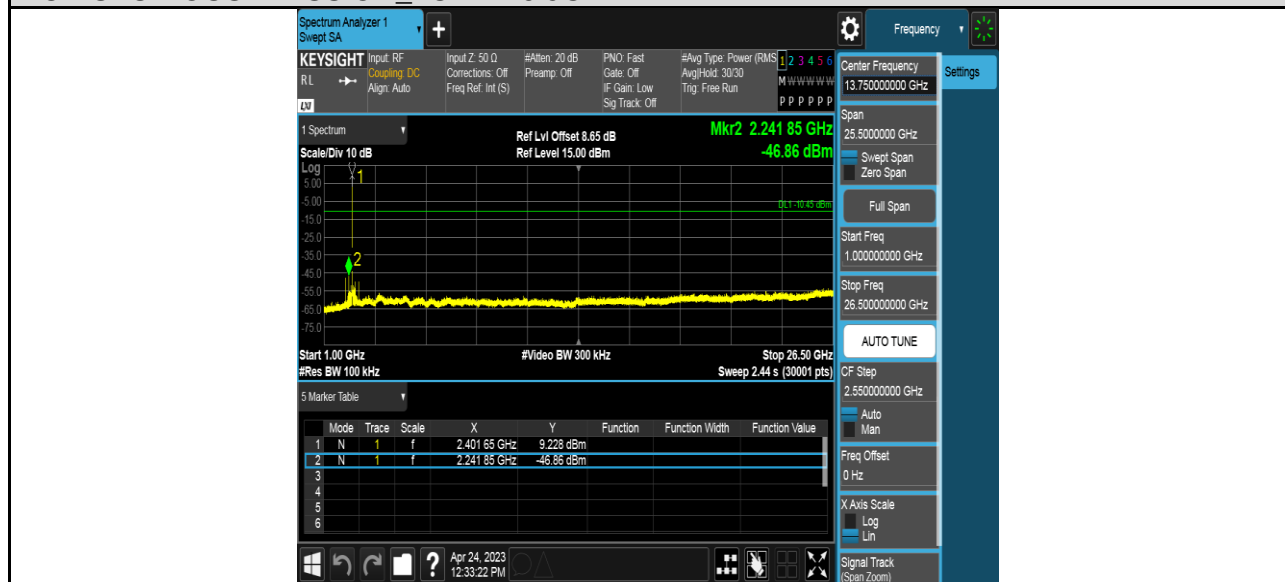 Spectrum Analyzer 1
Swept SA
+
Frequency
KEYSIGHT
RL
LXI
Input: RF
Coupling: DC
Align: Auto
Input Z: 50 Ω
Corrections: Off
Freq Ref: Int (S)
#Atten: 20 dB
Preamp: Off
PNO: Fast
Gate: Off
IF Gain: Low
Sig Track: Off
#Avg Type: Power (RMS
Avg|Hold: 30/30
Trig: Free Run
1 2 3 4 5 6
M W W W W W
P P P P P P
1 Spectrum
Scale/Div 10 dB
Ref Lvl Offset 8.65 dB
Ref Level 15.00 dBm
Mkr2 2.241 85 GHz
-46.86 dBm
Log
5.00
-5.00
-15.0
-25.0
-35.0
-45.0
-55.0
-65.0
-75.0
1
2
DL1 -10.45 dBm
Start 1.00 GHz
#Video BW 300 kHz
Stop 26.50 GHz
#Res BW 100 kHz
Sweep 2.44 s (30001 pts)
5 Marker Table
Mode Trace Scale X Y Function Function Width Function Value
1 N 1 f 2.401 65 GHz 9.228 dBm
2 N 1 f 2.241 85 GHz -46.86 dBm
3
4
5
6
?
Apr 24, 2023
12:33:22 PM
Center Frequency
13.750000000 GHz
Settings
Span
25.5000000 GHz
Swept Span
Zero Span
Full Span
Start Freq
1.000000000 GHz
Stop Freq
26.500000000 GHz
AUTO TUNE
CF Step
2.550000000 GHz
Auto
Man
Freq Offset
0 Hz
X Axis Scale
Log
Lin
Signal Track
(Span Zoom)